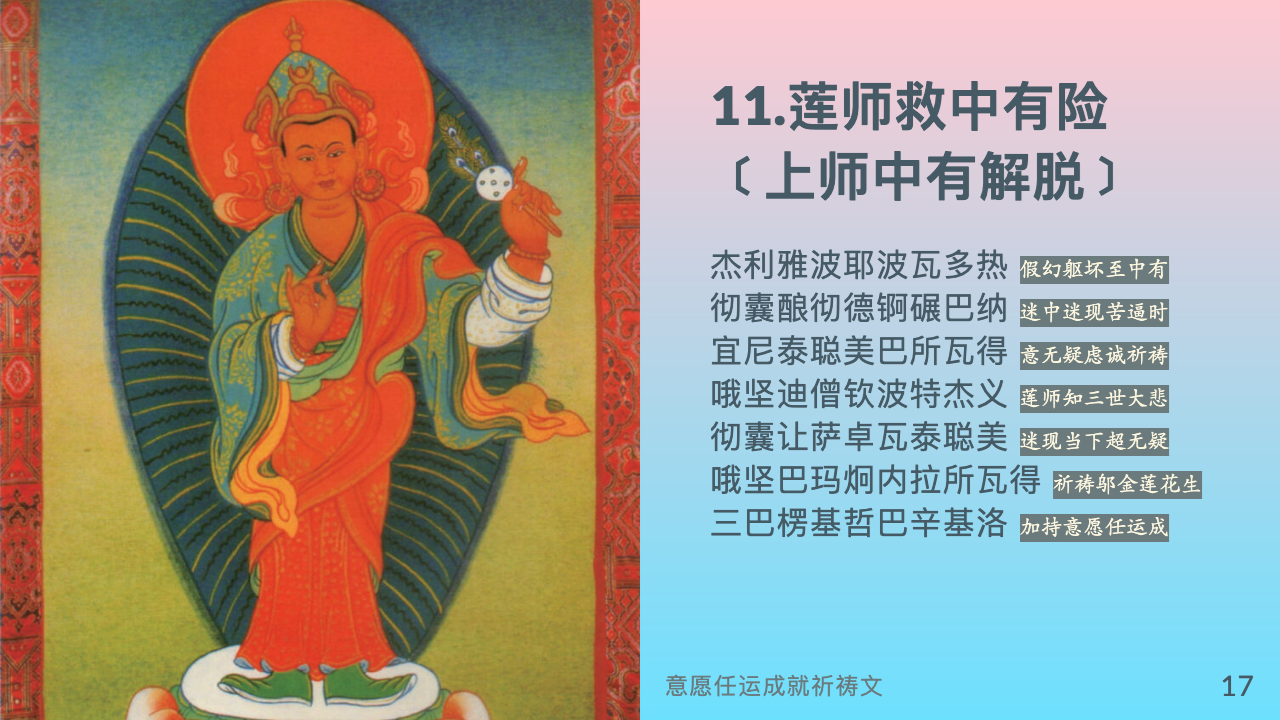 11.莲师救中有险
﹝上师中有解脱﹞
杰利雅波耶波瓦多热 假幻躯坏至中有
彻囊酿彻德锕碾巴纳 迷中迷现苦逼时
宜尼泰聪美巴所瓦得 意无疑虑诚祈祷
哦坚迪僧钦波特杰义 莲师知三世大悲
彻囊让萨卓瓦泰聪美 迷现当下超无疑
哦坚巴玛炯内拉所瓦得 祈祷邬金莲花生
三巴楞基哲巴辛基洛 加持意愿任运成
意愿任运成就祈祷文
17